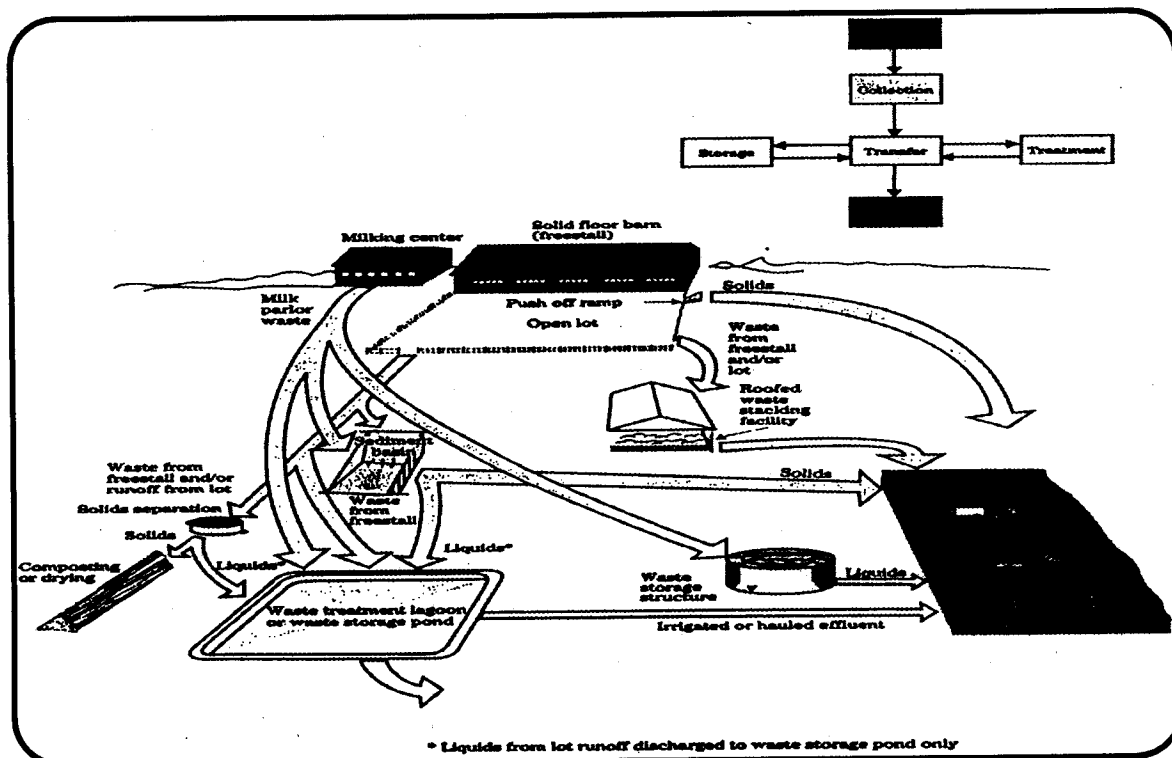 Collection
Storage
Transfer
Treatment
Solid floor barn
(freestall)
Milking center
Solids
Push off ramp
Milk
parlor
waste
Open lot
Waste
from
freestall
and/or
lot
Roofed
waste
stacking
facility
Sediment
basin
Waste from
freestall and/or
runoff from lot
Solids
Solids separation
Waste
from
freestall
Solids
Liquids*
Liquids*
Composting
or drying
Waste
storage
structure
Liquids
Waste treatment lagoon
or waste storage pond
Irrigated or hauled effluent
* Liquids from lot runoff discharged to waste storage pond only